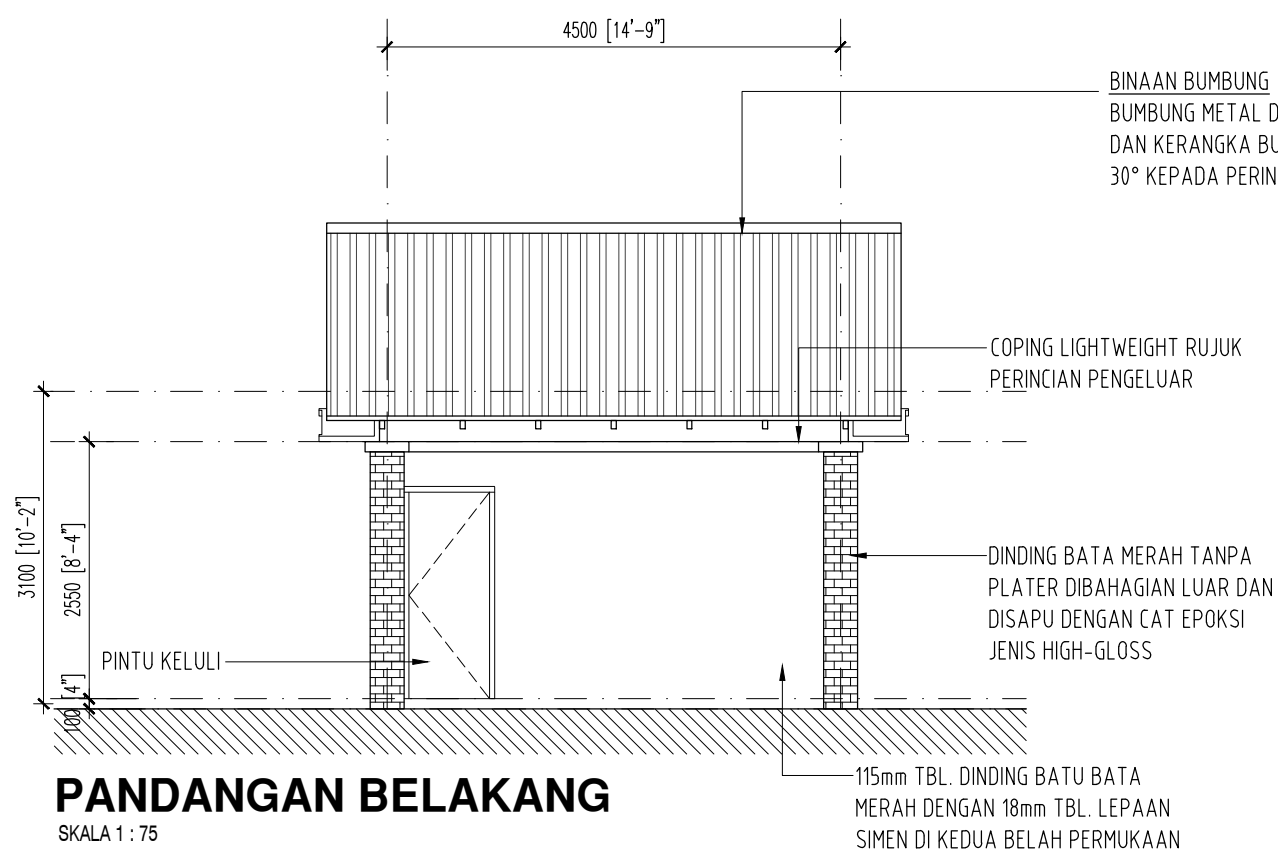 4500 [14'-9"]
BINAAN BUMBUNG
BUMBUNG METAL D
DAN KERANGKA BU
30° KEPADA PERIN
COPING LIGHTWEIGHT RUJUK
PERINCIAN PENGELUAR
3100 [10'-2"]
2550 [8'-4"]
100 [4"]
DINDING BATA MERAH TANPA
PLATER DIBAHAGIAN LUAR DAN
DISAPU DENGAN CAT EPOKSI
JENIS HIGH-GLOSS
PINTU KELULI
115mm TBL. DINDING BATU BATA
MERAH DENGAN 18mm TBL. LEPAAN
SIMEN DI KEDUA BELAH PERMUKAAN
PANDANGAN BELAKANG
SKALA 1 : 75